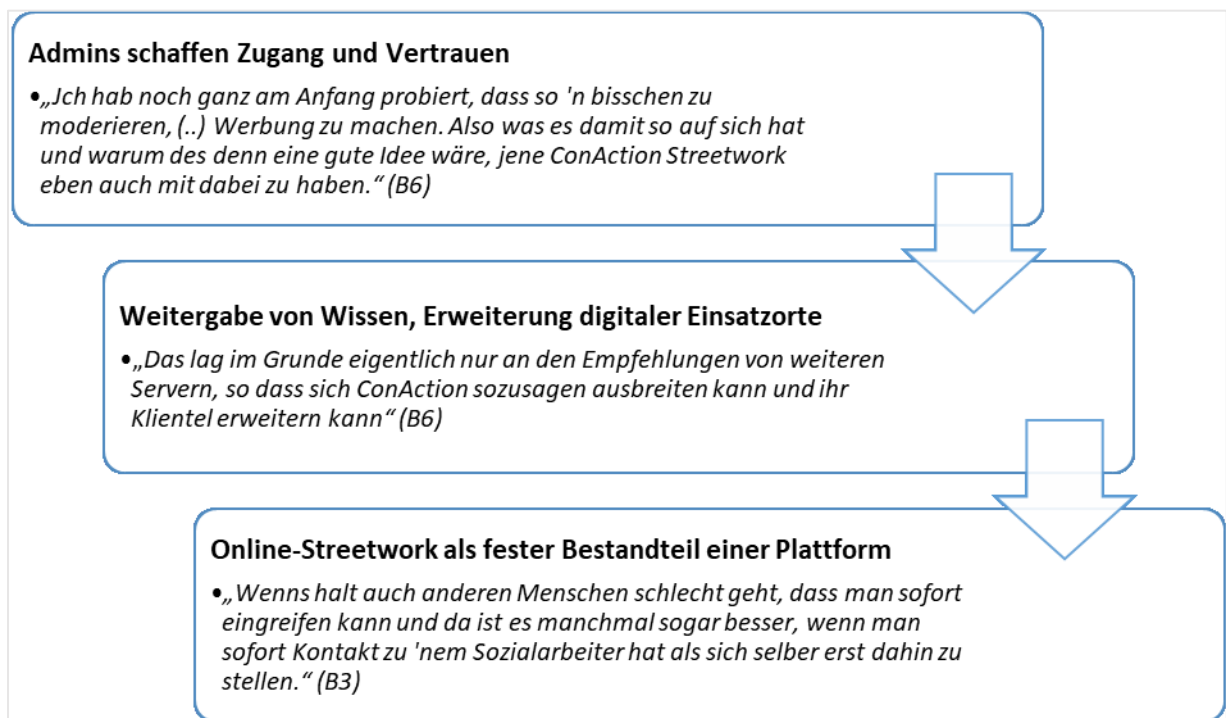 Admins schaffen Zugang und Vertrauen
•„Jch hab noch ganz am Anfang probiert, dass so 'n bisschen zu
moderieren, (..) Werbung zu machen. Also was es damit so auf sich hat
und warum des denn eine gute Idee wäre, jene ConAction Streetwork
eben auch mit dabei zu haben.“ (B6)
Weitergabe von Wissen, Erweiterung digitaler Einsatzorte
•„Das lag im Grunde eigentlich nur an den Empfehlungen von weiteren
Servern, so dass sich ConAction sozusagen ausbreiten kann und ihr
Klientel erweitern kann“ (B6)
Online-Streetwork als fester Bestandteil einer Plattform
•„Wenns halt auch anderen Menschen schlecht geht, dass man sofort
eingreifen kann und da ist es manchmal sogar besser, wenn man
sofort Kontakt zu 'nem Sozialarbeiter hat als sich selber erst dahin zu
stellen.“ (B3)